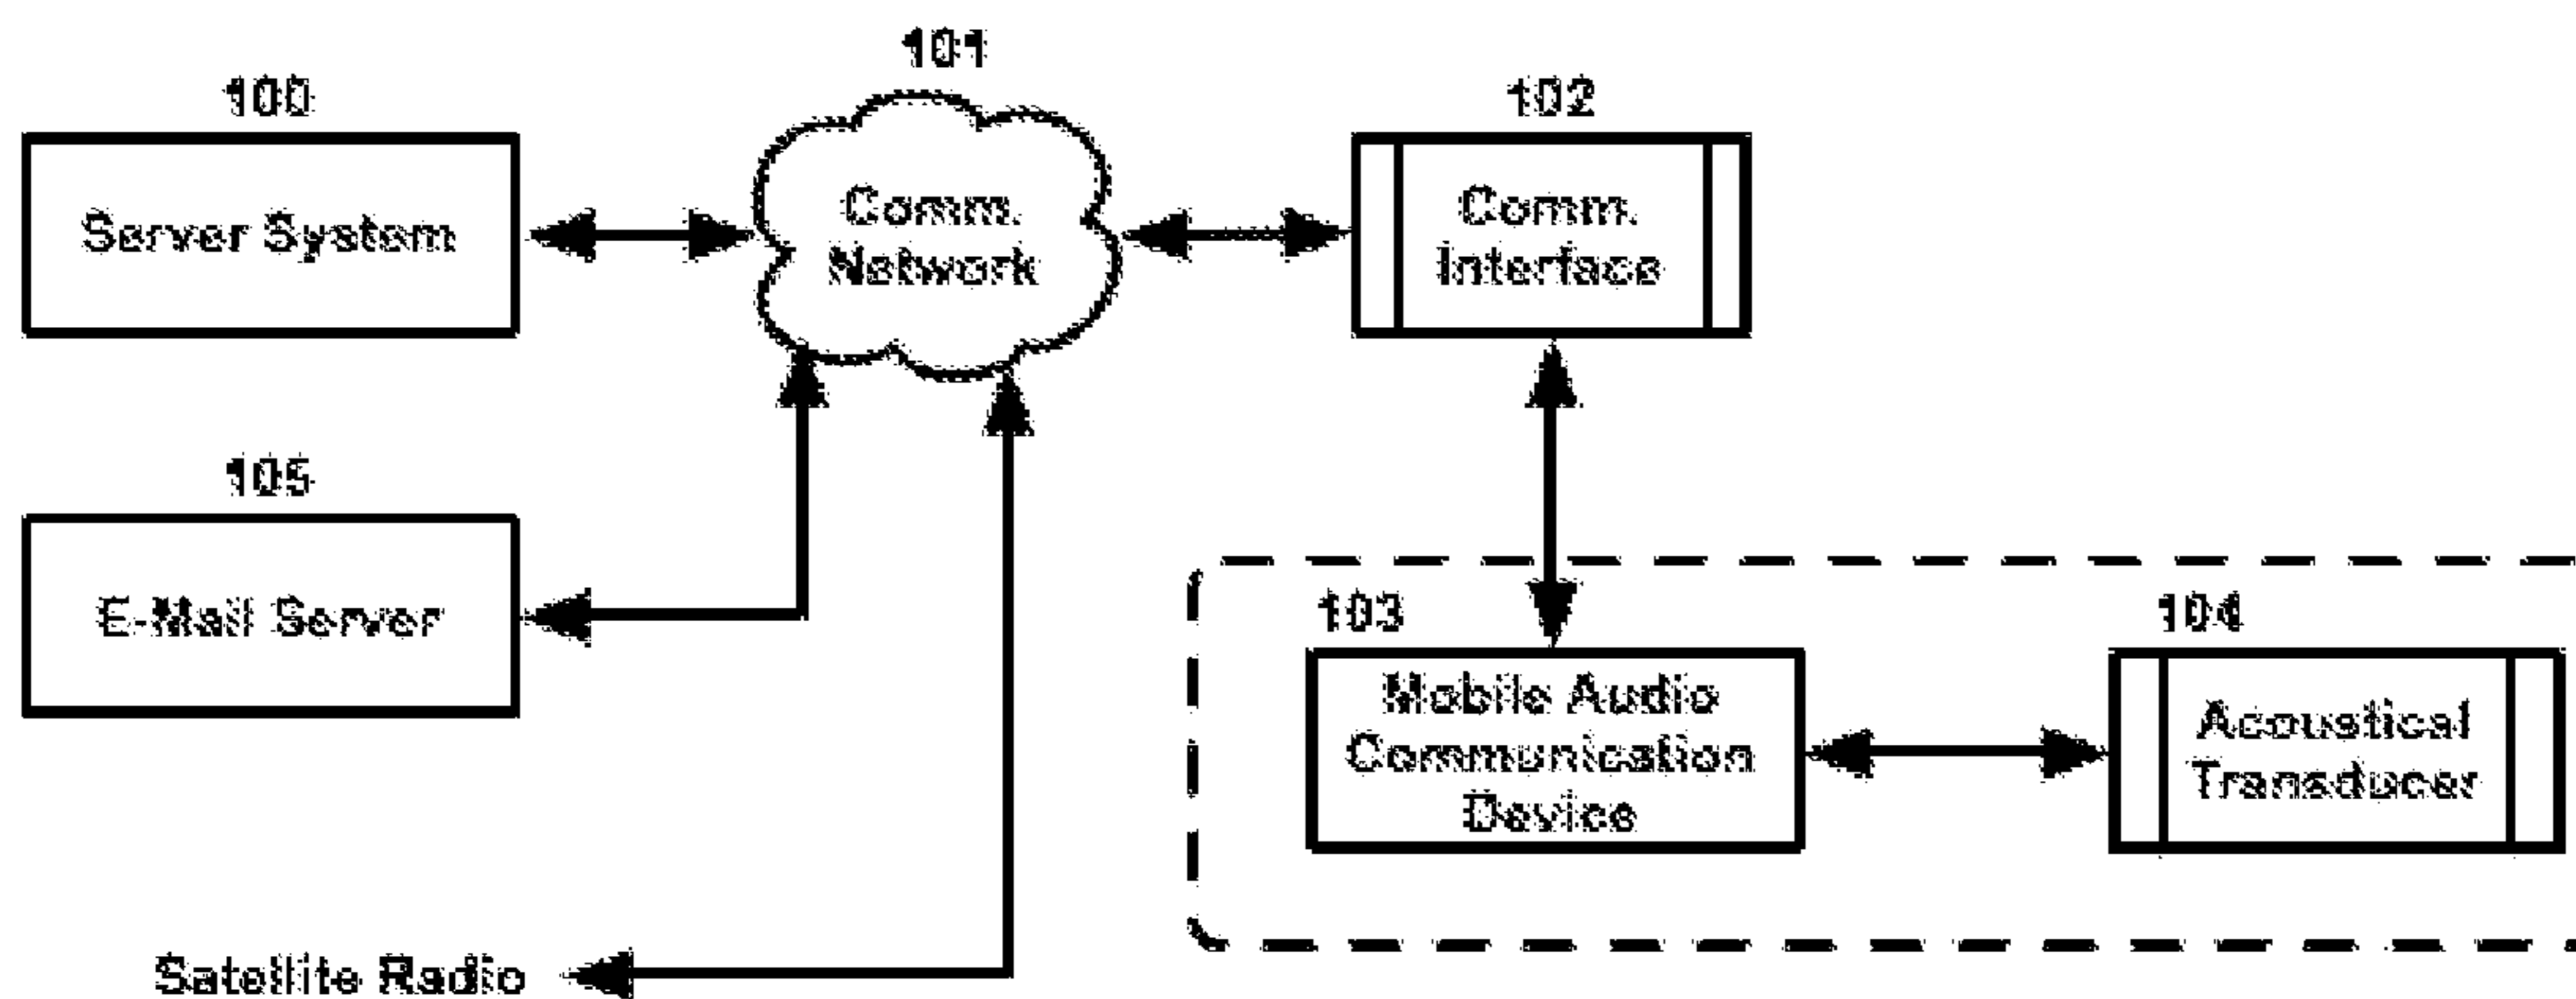 101
100
102
Server System
Comm.
Network
Comm.
Interface
105
E-Mail Server
103
104
Mobile Audio
Communication
Device
Acoustical
Transducer
Satellite Radio